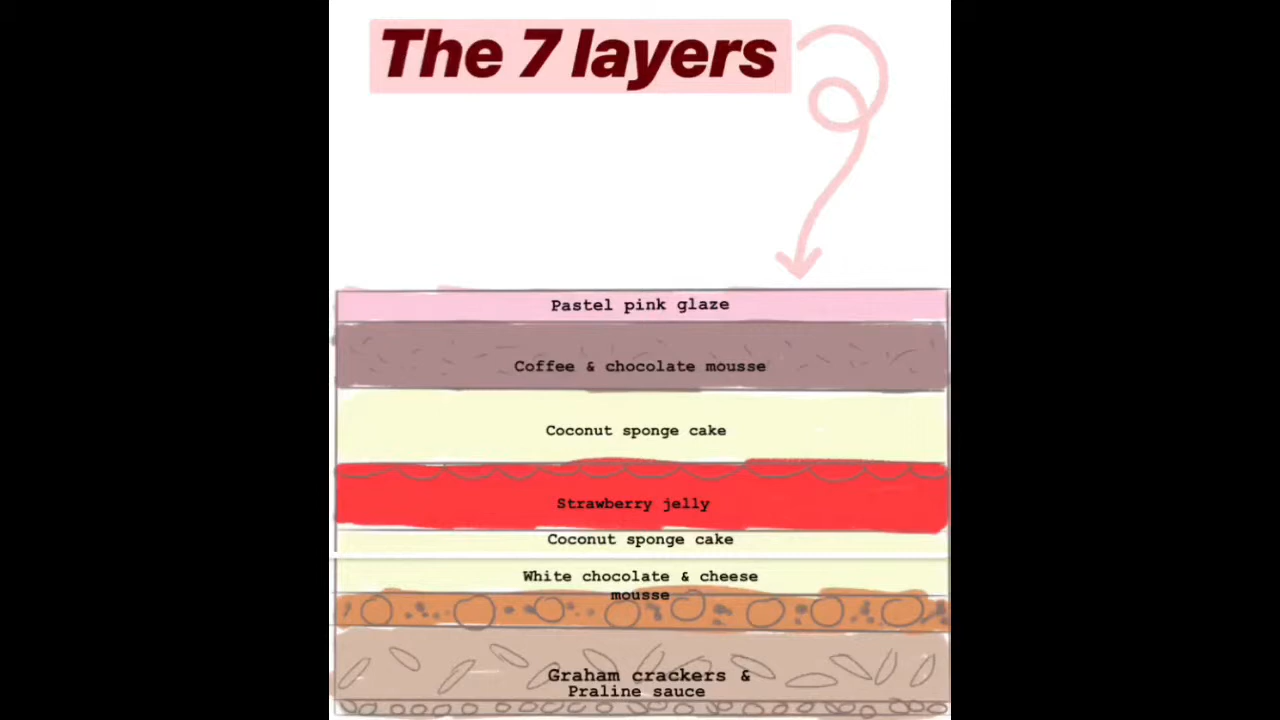 The 7 layers
Pastel pink glaze
Coffee & chocolate mousse
Coconut sponge cake
Strawberry jelly
Coconut sponge cake
White chocolate & cheese
mousse
Graham crackers &
Praline sauce